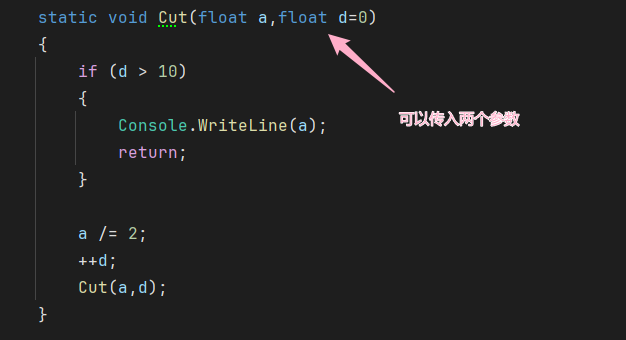 static void Cut(float a,float d=0)
{
if (d > 10)
{
Console.WriteLine(a);
return;
}
a /= 2;
++d;
Cut(a,d);
}
可以传入两个参数